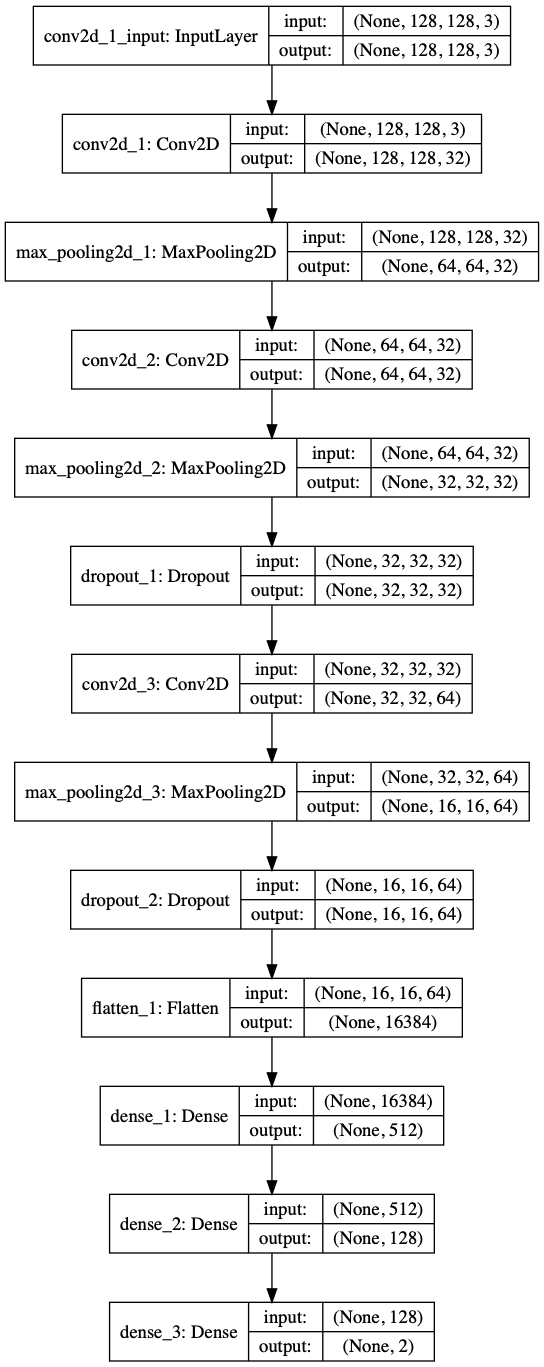 conv2d_1_input: InputLayer
input:
(None, 128, 128, 3)
output:
(None, 128, 128, 3)
conv2d_1: Conv2D
input:
(None, 128, 128, 3)
output:
(None, 128, 128, 32)
max_pooling2d_1: MaxPooling2D
input:
(None, 128, 128, 32)
output:
(None, 64, 64, 32)
conv2d_2: Conv2D
input:
(None, 64, 64, 32)
output:
(None, 64, 64, 32)
max_pooling2d_2: MaxPooling2D
input:
(None, 64, 64, 32)
output:
(None, 32, 32, 32)
dropout_1: Dropout
input:
(None, 32, 32, 32)
output:
(None, 32, 32, 32)
conv2d_3: Conv2D
input:
(None, 32, 32, 32)
output:
(None, 32, 32, 64)
max_pooling2d_3: MaxPooling2D
input:
(None, 32, 32, 64)
output:
(None, 16, 16, 64)
dropout_2: Dropout
input:
(None, 16, 16, 64)
output:
(None, 16, 16, 64)
flatten_1: Flatten
input:
(None, 16, 16, 64)
output:
(None, 16384)
dense_1: Dense
input:
(None, 16384)
output:
(None, 512)
dense_2: Dense
input:
(None, 512)
output:
(None, 128)
dense_3: Dense
input:
(None, 128)
output:
(None, 2)